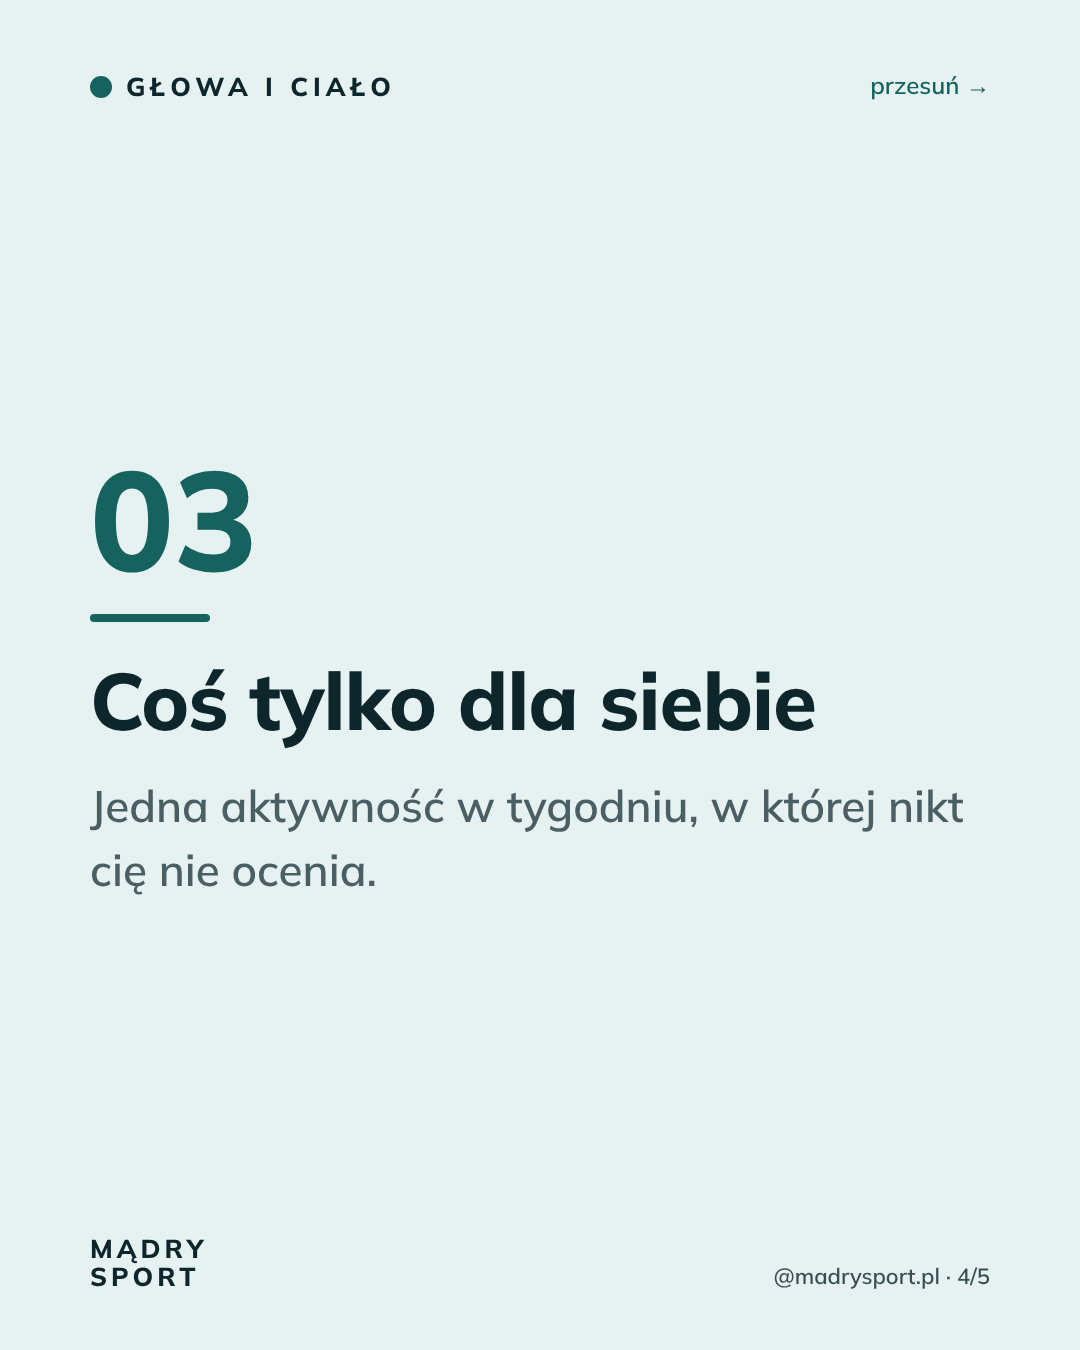 GŁOWA I CIAŁO
przesuń →
03
Coś tylko dla siebie
Jedna aktywność w tygodniu, w której nikt
cię nie ocenia.
MĄDRY
SPORT
@madrysport.pl · 4/5